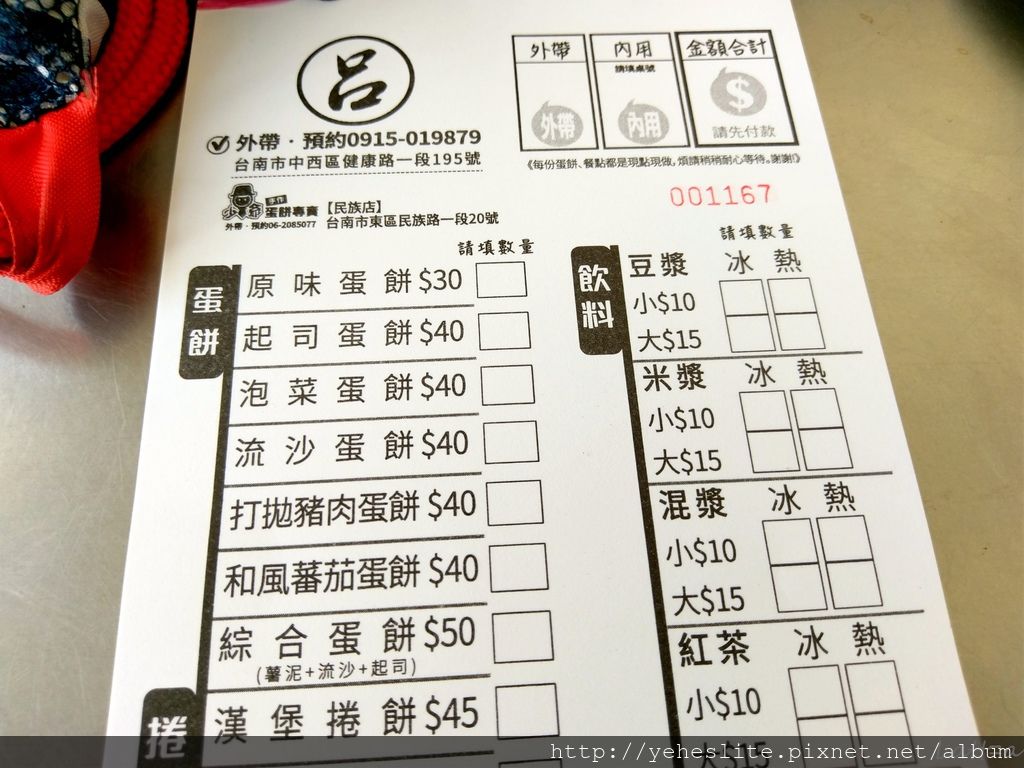 呂
外帶・預約0915-019879
台南市中西區健康路一段195號
手作
小爺 蛋餅專賣
外帶・預約06-2085077
【民族店】
台南市東區民族路一段20號
外帶
外帶
內用
請填桌號
內用
金額合計
$
請先付款
《每份蛋餅、餐點都是現點現做,煩請稍稍耐心等待。謝謝!》
001167
請填數量
蛋餅
原味蛋餅$30
起司蛋餅$40
泡菜蛋餅$40
流沙蛋餅$40
打拋豬肉蛋餅$40
和風蕃茄蛋餅$40
綜合蛋餅$50
(薯泥+流沙+起司)
捲
漢堡捲餅$45
請填數量
飲料
豆漿 冰 熱
小$10
大$15
米漿 冰 熱
小$10
大$15
混漿 冰 熱
小$10
大$15
紅茶 冰 熱
小$10
大$15
http://yeheslite.pixnet.net/album